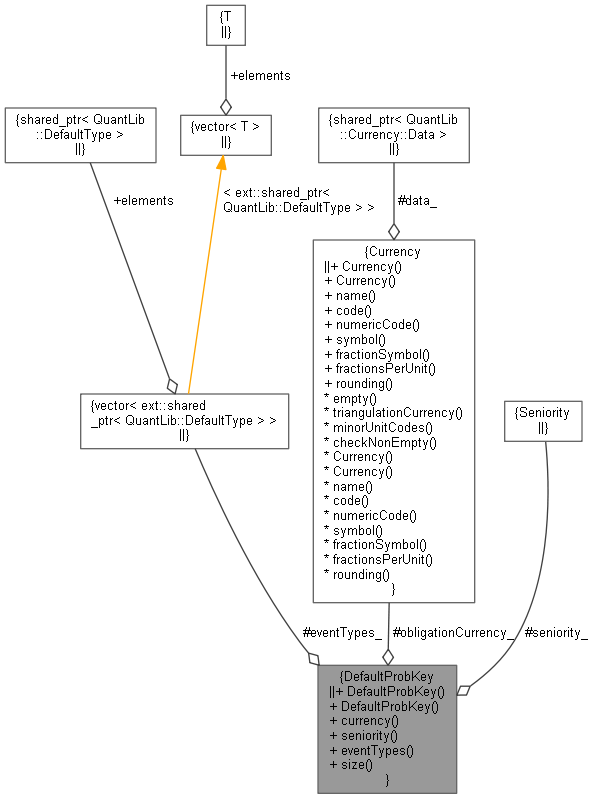 {T
||}
+elements
{shared_ptr< QuantLib
::DefaultType >
||}
{vector< T >
||}
{shared_ptr< QuantLib
::Currency::Data >
||}
+elements
< ext::shared_ptr<
QuantLib::DefaultType > >
#data_
{Currency
||+ Currency()
+ Currency()
+ name()
+ code()
+ numericCode()
+ symbol()
+ fractionSymbol()
+ fractionsPerUnit()
+ rounding()
* empty()
* triangulationCurrency()
* minorUnitCodes()
* checkNonEmpty()
* Currency()
* Currency()
* name()
* code()
* numericCode()
* symbol()
* fractionSymbol()
* fractionsPerUnit()
* rounding()
}
{vector< ext::shared
_ptr< QuantLib::DefaultType > >
||}
{Seniority
||}
#eventTypes_
#obligationCurrency_
#seniority_
{DefaultProbKey
||+ DefaultProbKey()
+ DefaultProbKey()
+ currency()
+ seniority()
+ eventTypes()
+ size()
}